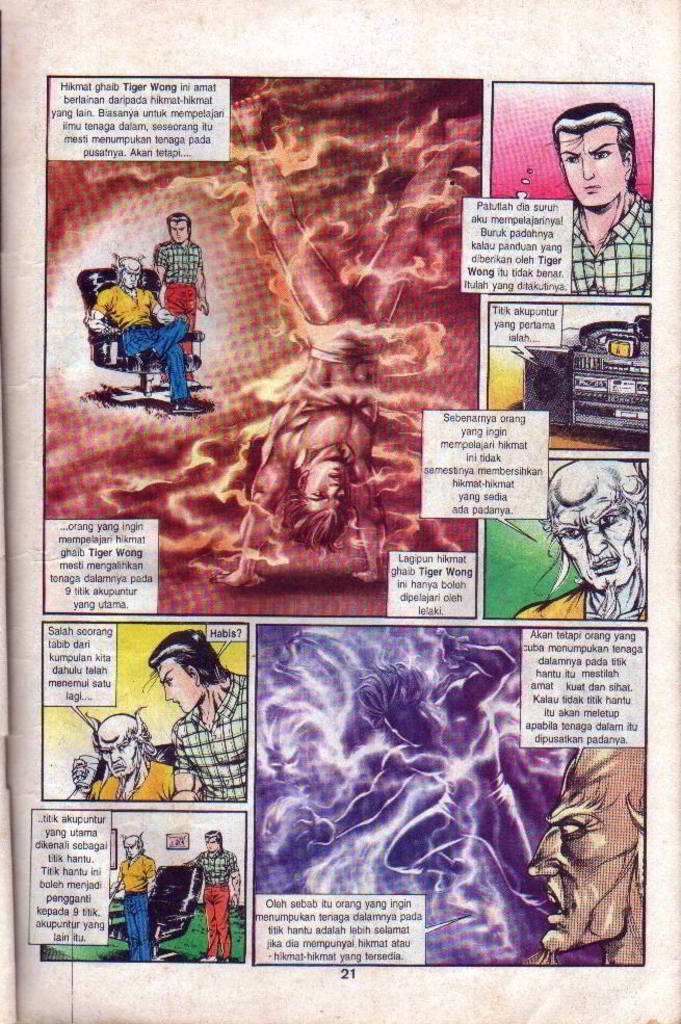 Hikmat ghaib Tiger Wong ini amat
berlainan daripada hikmat-hikmat
yang lain. Biasanya untuk mempelajari
ilmu tenaga dalam, seseorang itu
mesti menumpukan tenaga pada
pusatnya. Akan tetapi....
...orang yang ingin
mempelajari hikmat
ghaib Tiger Wong
mesti mengalihkan
tenaga dalamnya pada
9 titik akupuntur
yang utama.
Lagipun hikmat
ghaib Tiger Wong
ini hanya boleh
dipelajari oleh
lelaki.
Patutlah dia suruh
aku mempelajarinya!
Buruk padahnya
kalau panduan yang
diberikan oleh Tiger
Wong itu tidak benar.
Itulah yang ditakutinya.
Titik akupuntur
yang pertama
ialah....
Sebenarnya orang
yang ingin
mempelajari hikmat
ini tidak
semestinya membersihkan
hikmat-hikmat
yang sedia
ada padanya.
Salah seorang
tabib dari
kumpulan kita
dahulu telah
menemui satu
lagi....
Habis?
..titik akupuntur
yang utama
dikenali sebagai
titik hantu.
Titik hantu ini
boleh menjadi
pengganti
kepada 9 titik.
akupuntur yang
lain itu.
Akan tetapi orang yang
cuba menumpukan tenaga
dalamnya pada titik
hantu itu mestilah
amat kuat dan sihat.
Kalau tidak titik hantu
itu akan meletup
apabila tenaga dalam itu
dipusatkan padanya.
Oleh sebab itu orang yang ingin
menumpukan tenaga dalamnya pada
titik hantu adalah lebih selamat
jika dia mempunyai hikmat atau
hikmat-hikmat yang tersedia.
21